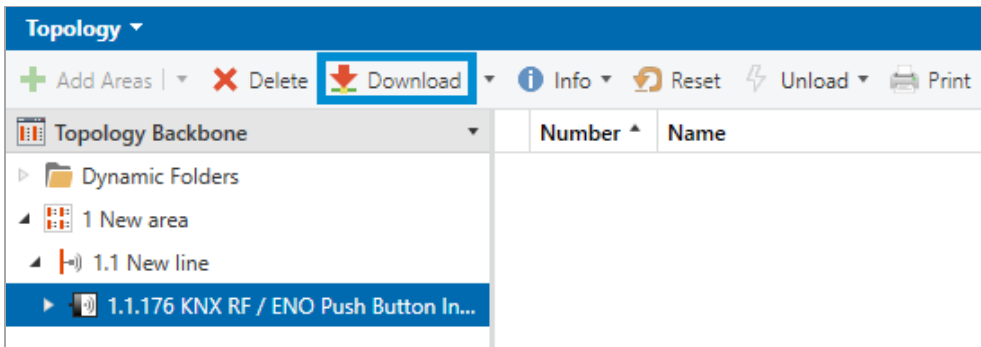 Topology
Add Areas | Delete Download Info Reset Unload Print
Topology Backbone Number Name
Dynamic Folders
1 New area
1.1 New line
1.1.176 KNX RF / ENO Push Button In...